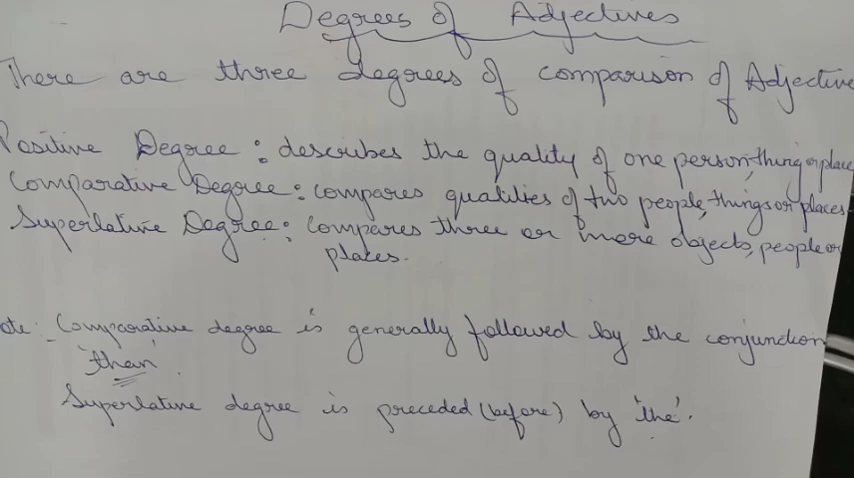 Degrees of Adjectives
There are three degrees of comparison of Adjective
Positive Degree : describes the quality of one person, thing or place
Comparative Degree : compares qualities of two people, things or places.
Superlative Degree : compares three or more objects, people or
places.
ote :- Comparative degree is generally followed by the conjunction
'than'.
Superlative degree is preceded (before) by 'the'.